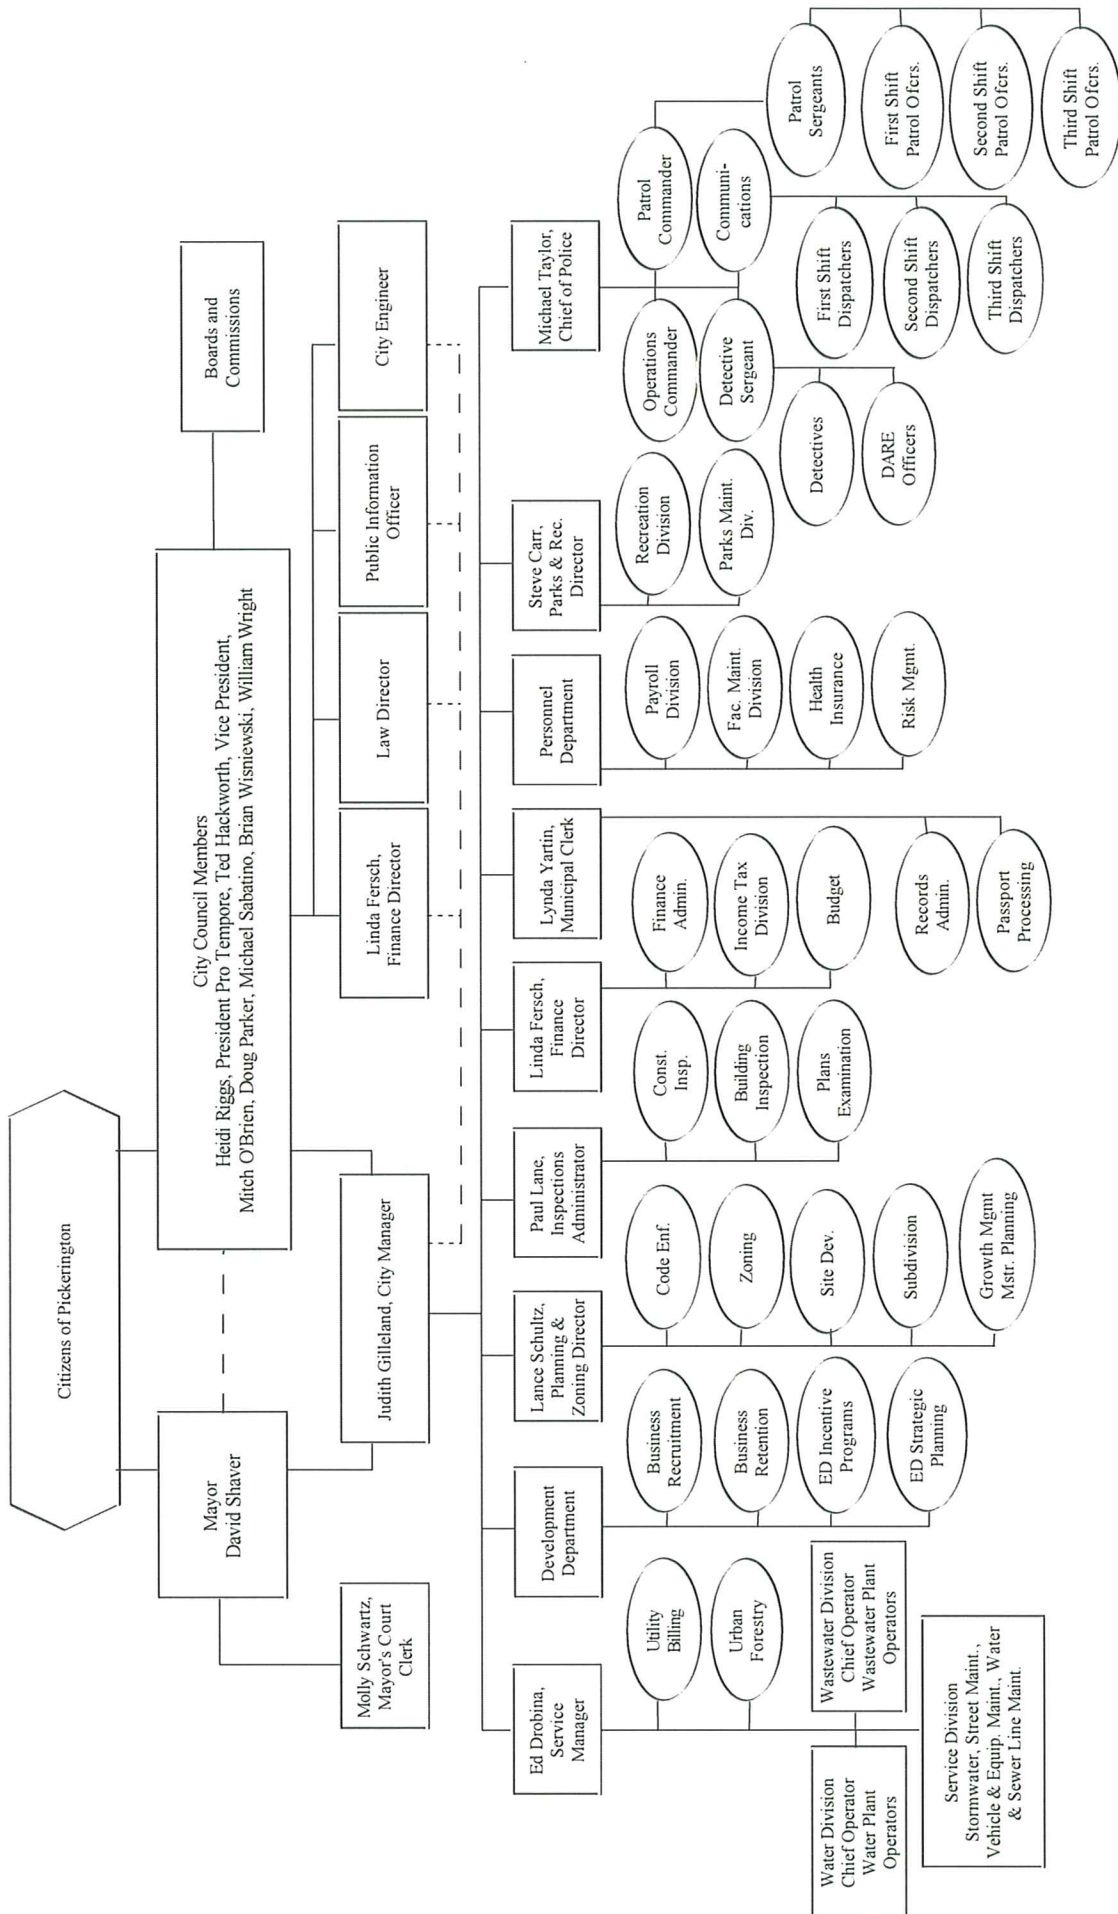 Citizens of Pickerington
Mayor
David Shaver
City Council Members
Heidi Riggs, President Pro Tempore, Ted Hackworth, Vice President,
Mitch O'Brien, Doug Parker, Michael Sabatino, Brian Wisniewski, William Wright
Boards and
Commissions
Molly Schwartz,
Mayor's Court
Clerk
Judith Gilleland, City Manager
Linda Fersch,
Finance Director
Law Director
Public Information
Officer
City Engineer
Ed Drobina,
Service
Manager
Development
Department
Lance Schultz,
Planning &
Zoning Director
Paul Lane,
Inspections
Administrator
Linda Fersch,
Finance
Director
Lynda Yartin,
Municipal Clerk
Personnel
Department
Steve Carr,
Parks & Rec.
Director
Michael Taylor,
Chief of Police
Utility
Billing
Urban
Forestry
Water Division
Chief Operator
Water Plant
Operators
Wastewater Division
Chief Operator
Wastewater Plant
Operators
Service Division
Stormwater, Street Maint.,
Vehicle & Equip. Maint., Water
& Sewer Line Maint.
Business
Recruitment
Business
Retention
ED Incentive
Programs
ED Strategic
Planning
Code Enf.
Zoning
Site Dev.
Subdivision
Growth Mgmt
Mstr. Planning
Const.
Insp.
Building
Inspection
Plans
Examination
Finance
Admin.
Income Tax
Division
Budget
Records
Admin.
Passport
Processing
Payroll
Division
Fac. Maint.
Division
Health
Insurance
Risk Mgmt.
Recreation
Division
Parks Maint.
Div.
Operations
Commander
Patrol
Commander
Detective
Sergeant
Communi-
cations
Detectives
DARE
Officers
First Shift
Dispatchers
Second Shift
Dispatchers
Third Shift
Dispatchers
Patrol
Sergeants
First Shift
Patrol Ofcrs.
Second Shift
Patrol Ofcrs.
Third Shift
Patrol Ofcrs.